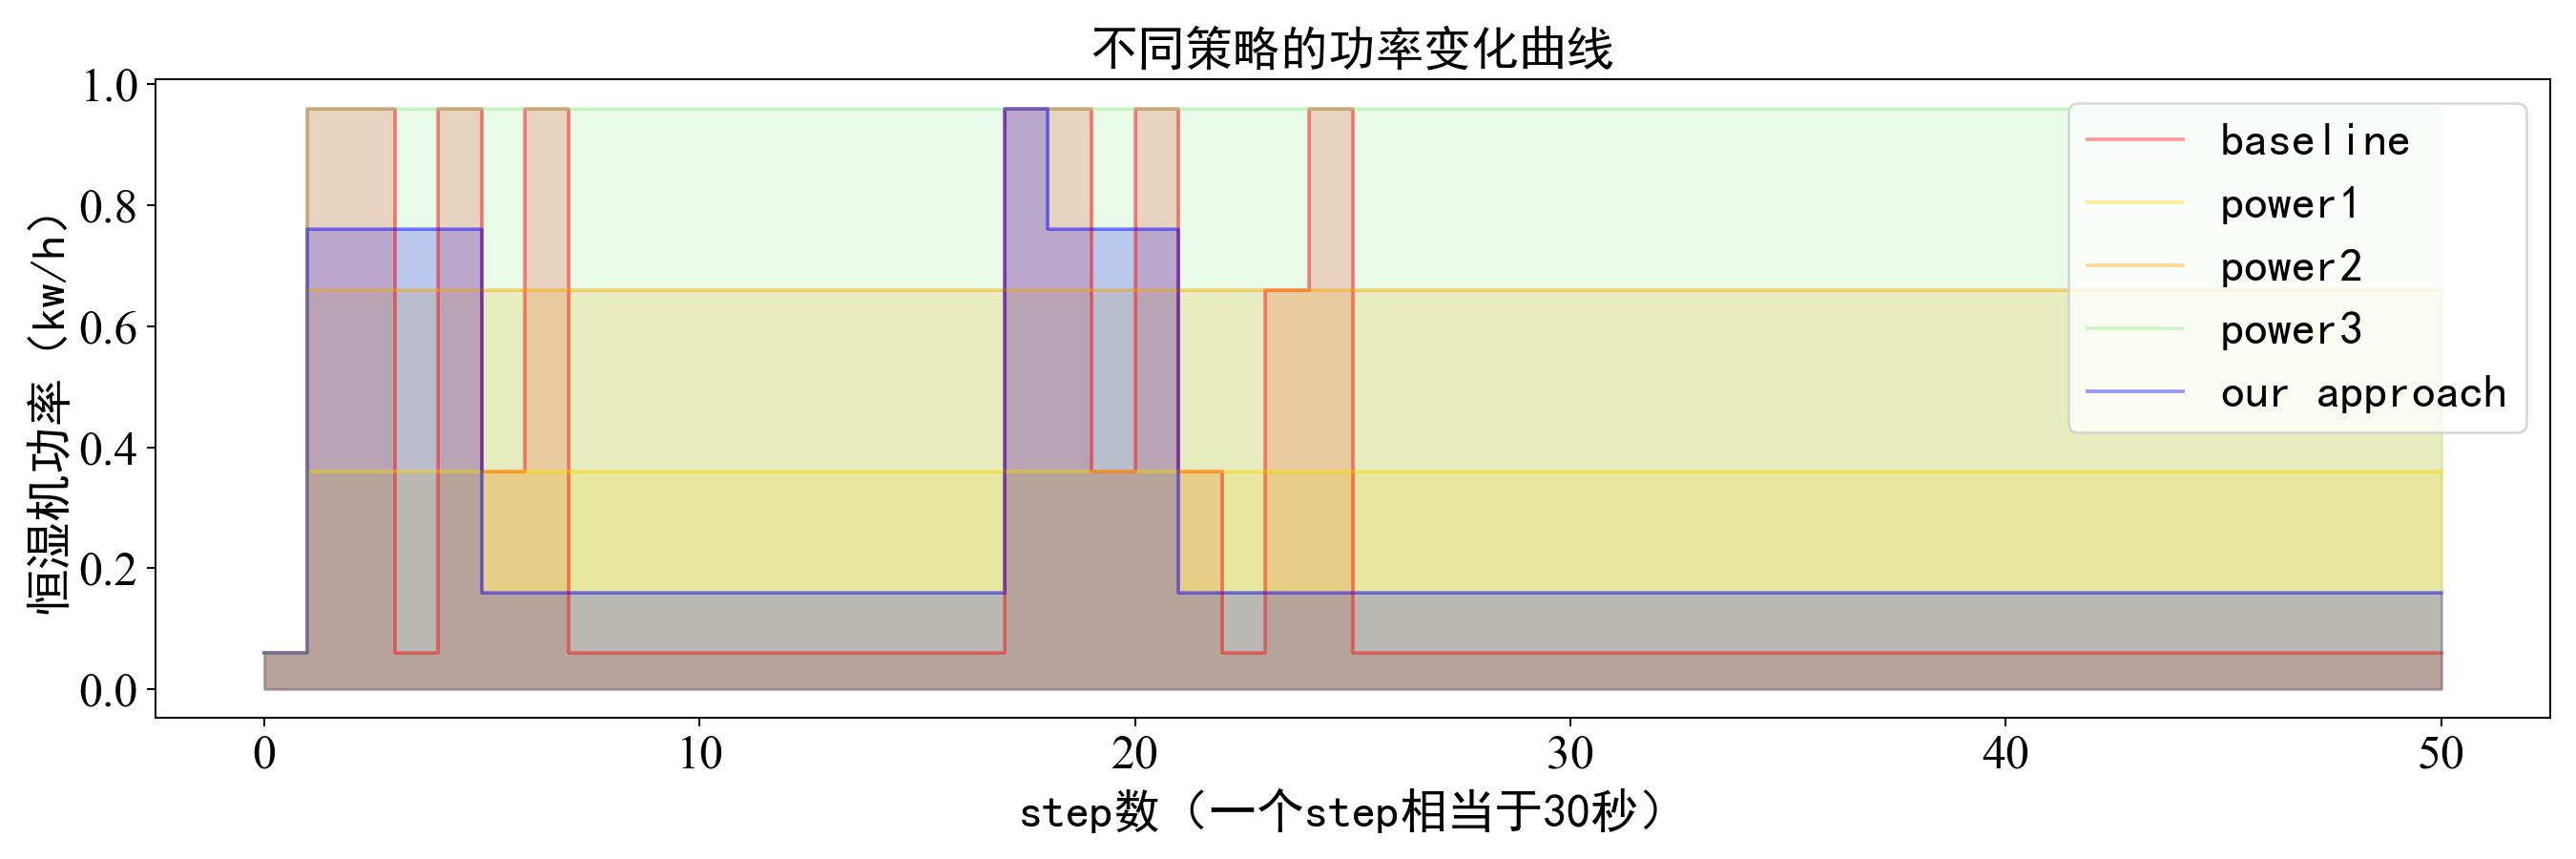 不同策略的功率变化曲线
恒湿机功率（kw/h）
1.0
0.8
0.6
0.4
0.2
0.0
0 10 20 30 40 50
step数（一个step相当于30秒）
baseline
power1
power2
power3
our approach